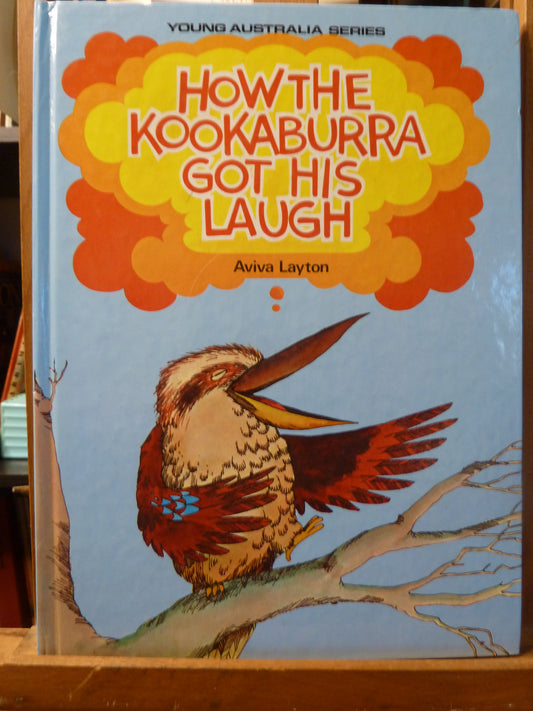 YOUNG AUSTRALIA SERIES
HOW THE
KOOKABURRA
GOT HIS
LAUGH
Aviva Layton